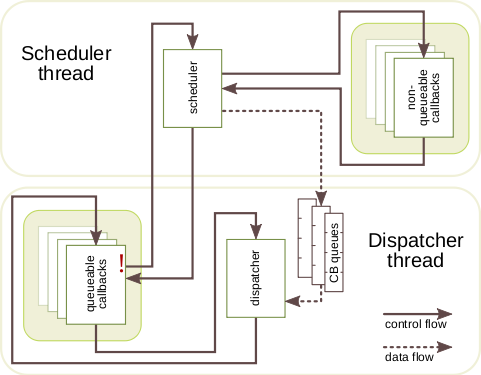 Scheduler
thread
scheduler
non-
queueable
callbacks
queueable
callbacks
!
dispatcher
CB queues
Dispatcher
thread
control flow
data flow